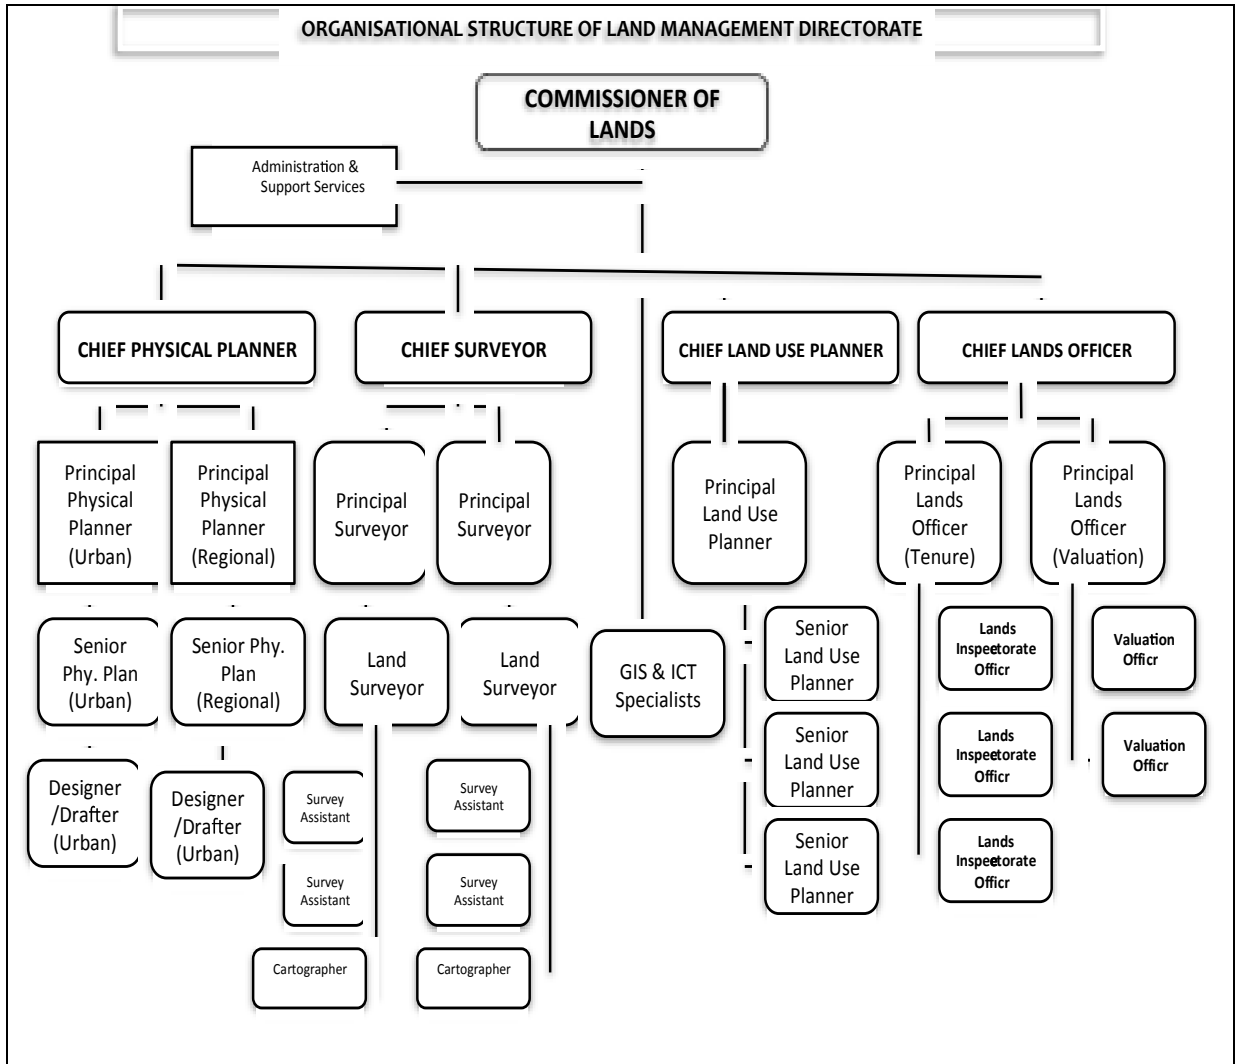 ORGANISATIONAL STRUCTURE OF LAND MANAGEMENT DIRECTORATE
COMMISSIONER OF
LANDS
Administration &
Support Services
CHIEF PHYSICAL PLANNER
CHIEF SURVEYOR
CHIEF LAND USE PLANNER
CHIEF LANDS OFFICER
Principal
Physical
Planner
(Urban)
Principal
Physical
Planner
(Regional)
Principal
Surveyor
Principal
Surveyor
Principal
Land Use
Planner
Principal
Lands
Officer
(Tenure)
Principal
Lands
Officer
(Valuation)
Senior
Phy. Plan
(Urban)
Senior Phy.
Plan
(Regional)
Land
Surveyor
Land
Surveyor
GIS & ICT
Specialists
Senior
Land Use
Planner
Lands
Inspeetorate
Officr
Valuation
Officr
Senior
Land Use
Planner
Lands
Inspeetorate
Officr
Valuation
Officr
Designer
/Drafter
(Urban)
Designer
/Drafter
(Urban)
Survey
Assistant
Survey
Assistant
Senior
Land Use
Planner
Lands
Inspeetorate
Officr
Survey
Assistant
Survey
Assistant
Cartographer
Cartographer